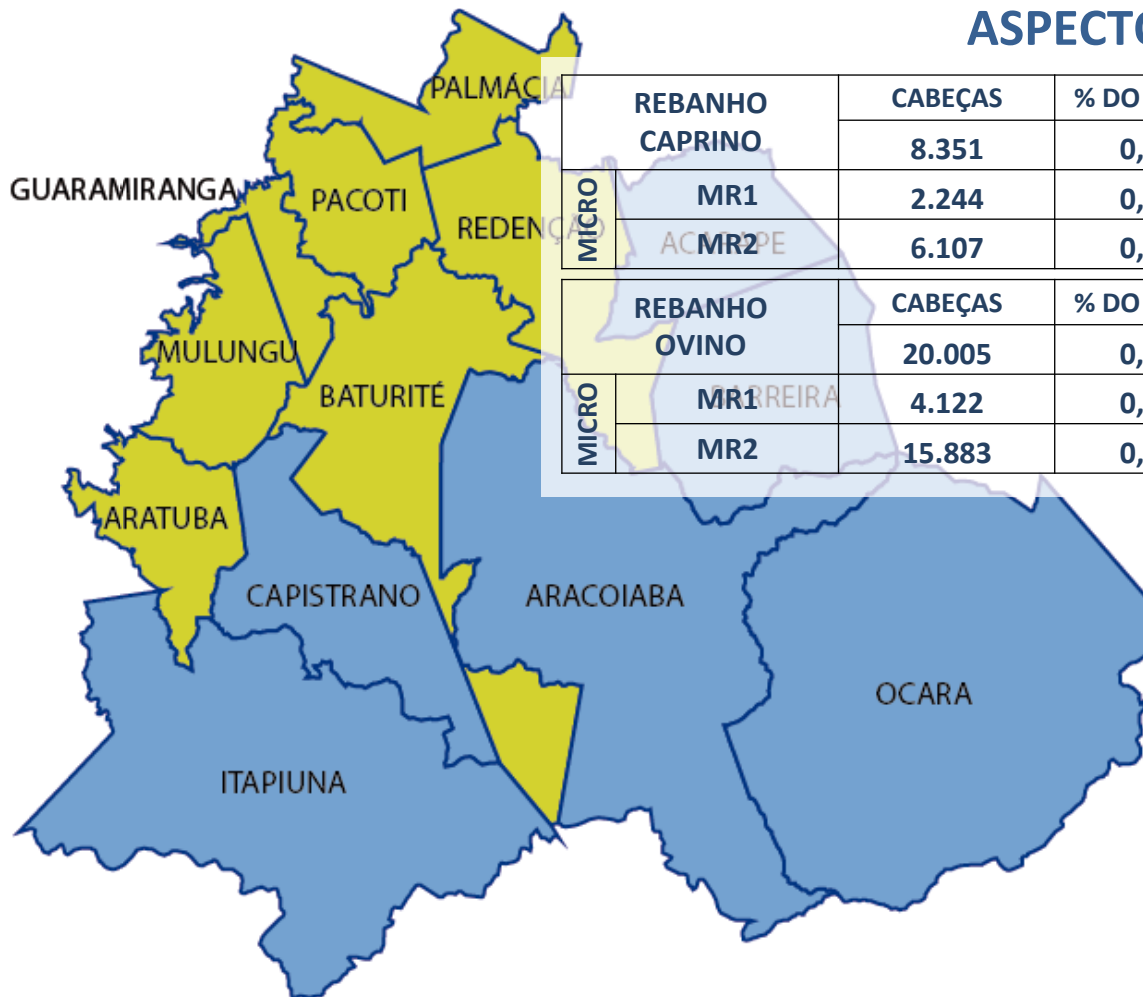 ASPECTO
PALMÁCIA
GUARAMIRANGA
PACOTI
REDENÇÃO
ACARAPE
MULUNGU
BATURITÉ
BARREIRA
ARATUBA
CAPISTRANO
ARACOIABA
OCARA
ITAPIUNA
REBANHO
CAPRINO
CABEÇAS
% DO
8.351
0,
MICRO
MR1
2.244
0,
MR2
6.107
0,
REBANHO
OVINO
CABEÇAS
% DO
20.005
0,
MICRO
MR1
4.122
0,
MR2
15.883
0,